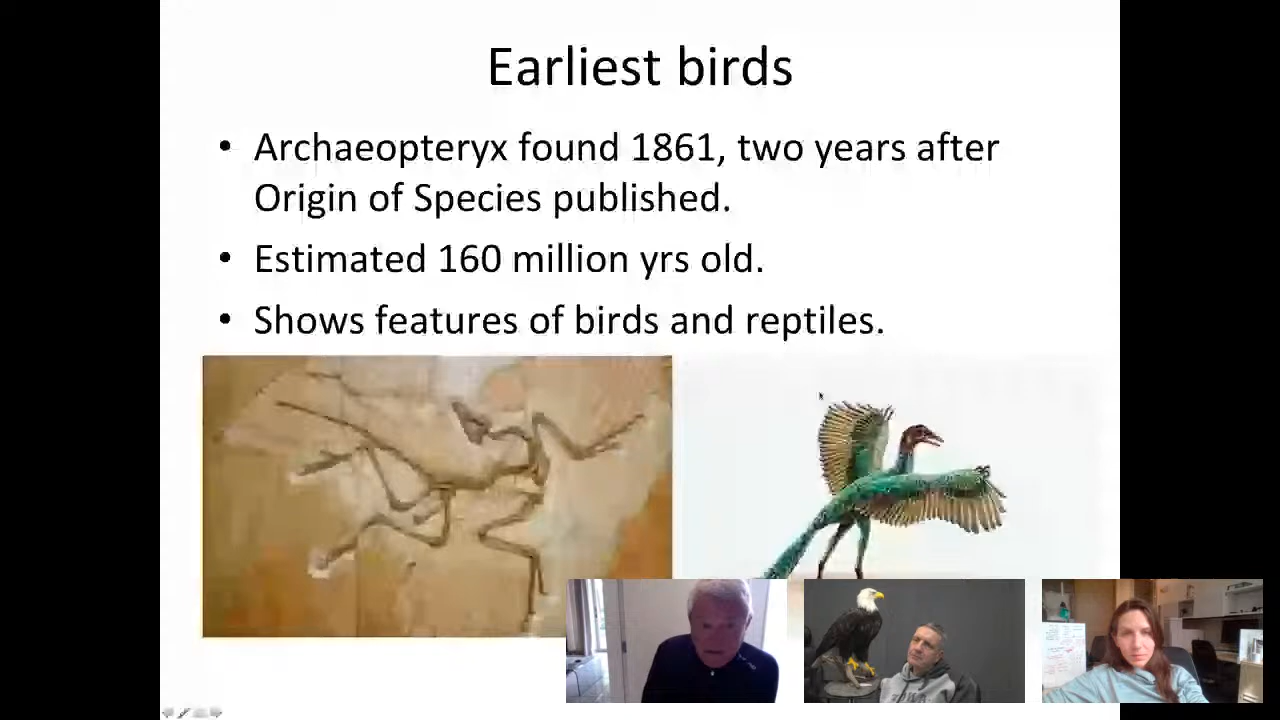 Earliest birds
• Archaeopteryx found 1861, two years after
Origin of Species published.
• Estimated 160 million yrs old.
• Shows features of birds and reptiles.